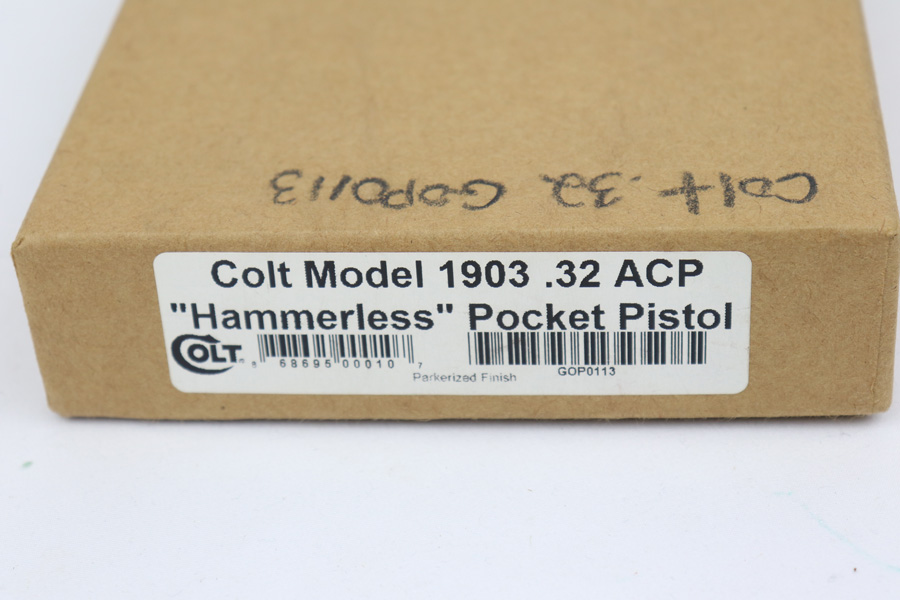 Colt .32 GOP0113
Colt Model 1903 .32 ACP
"Hammerless" Pocket Pistol
COLT
8 68695 00010 7
GOP0113
Parkerized Finish